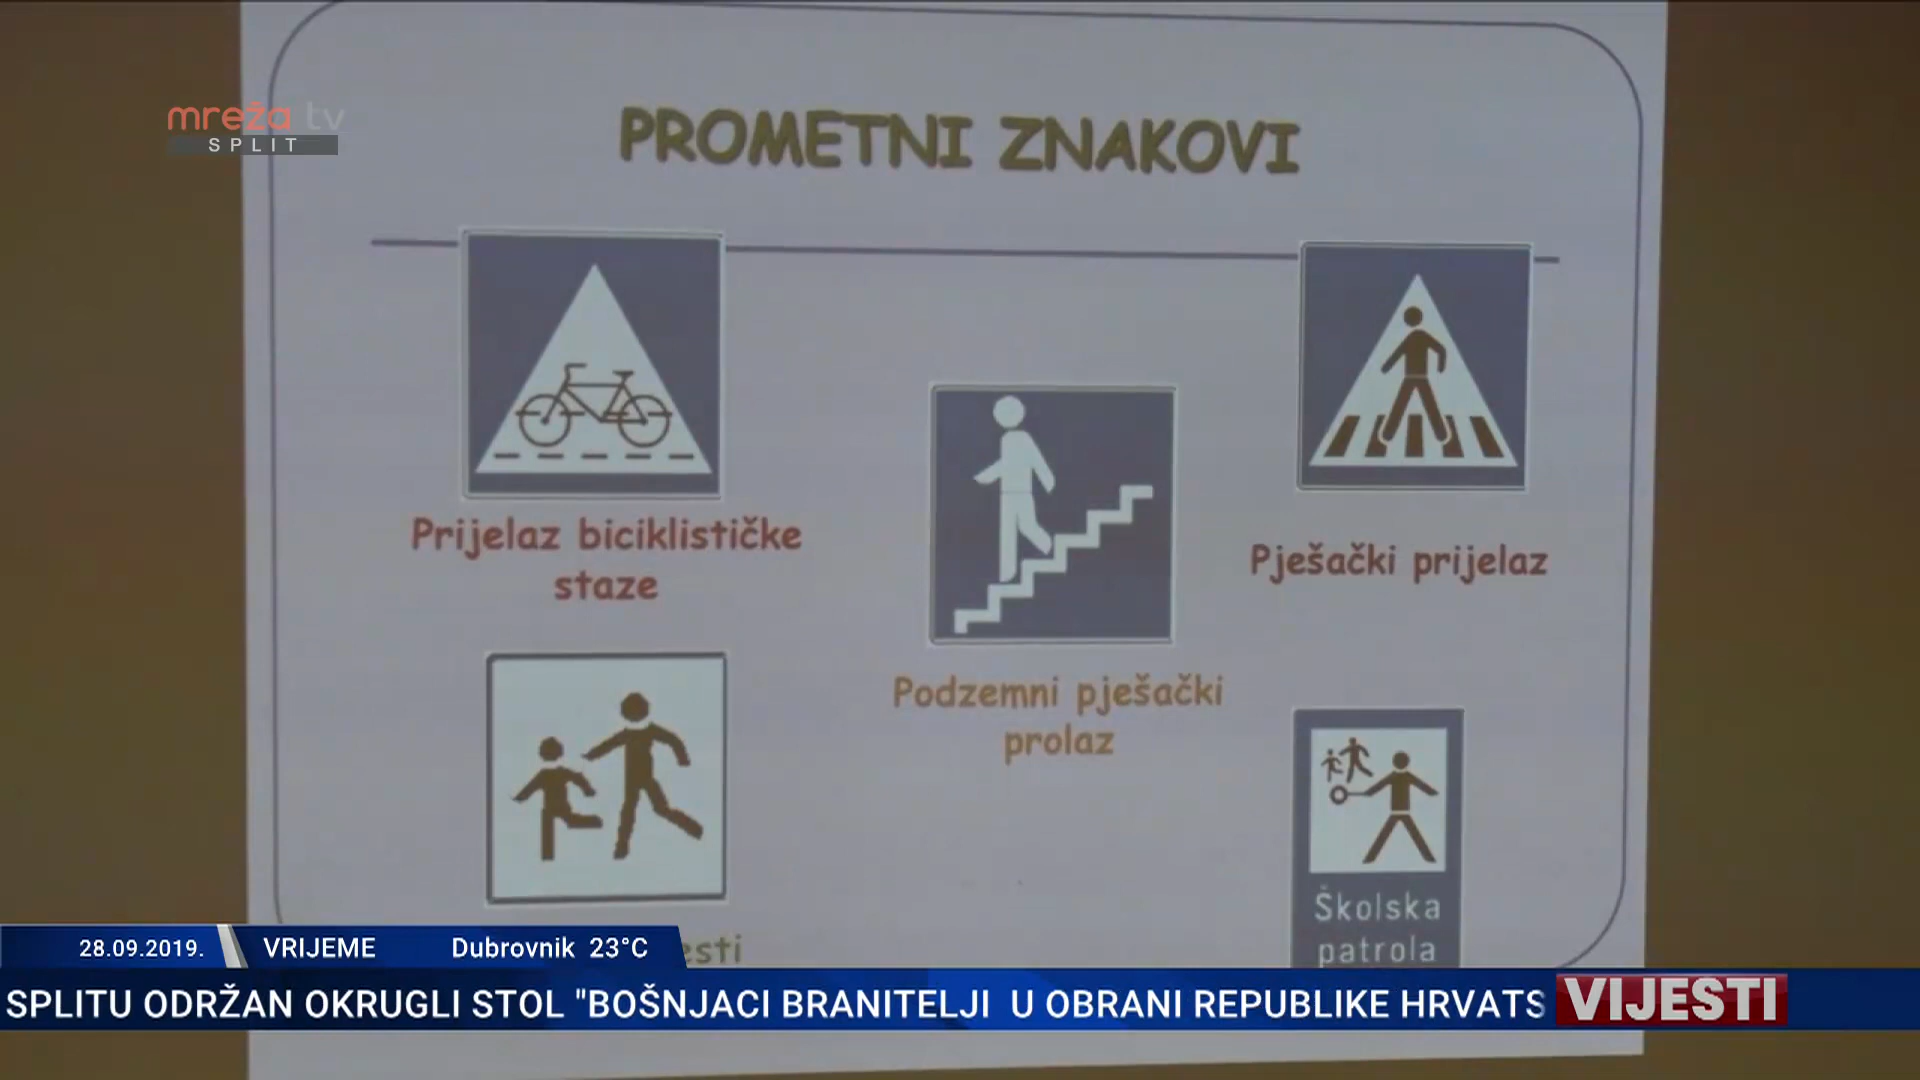 mreža tv
SPLIT
PROMETNI ZNAKOVI
Prijelaz biciklističke
staze
Pješački prijelaz
Podzemni pješački
prolaz
Školska
patrola
28.09.2019. VRIJEME Dubrovnik 23°C
SPLITU ODRŽAN OKRUGLI STOL "BOŠNJACI BRANITELJI U OBRANI REPUBLIKE HRVATS
VIJESTI